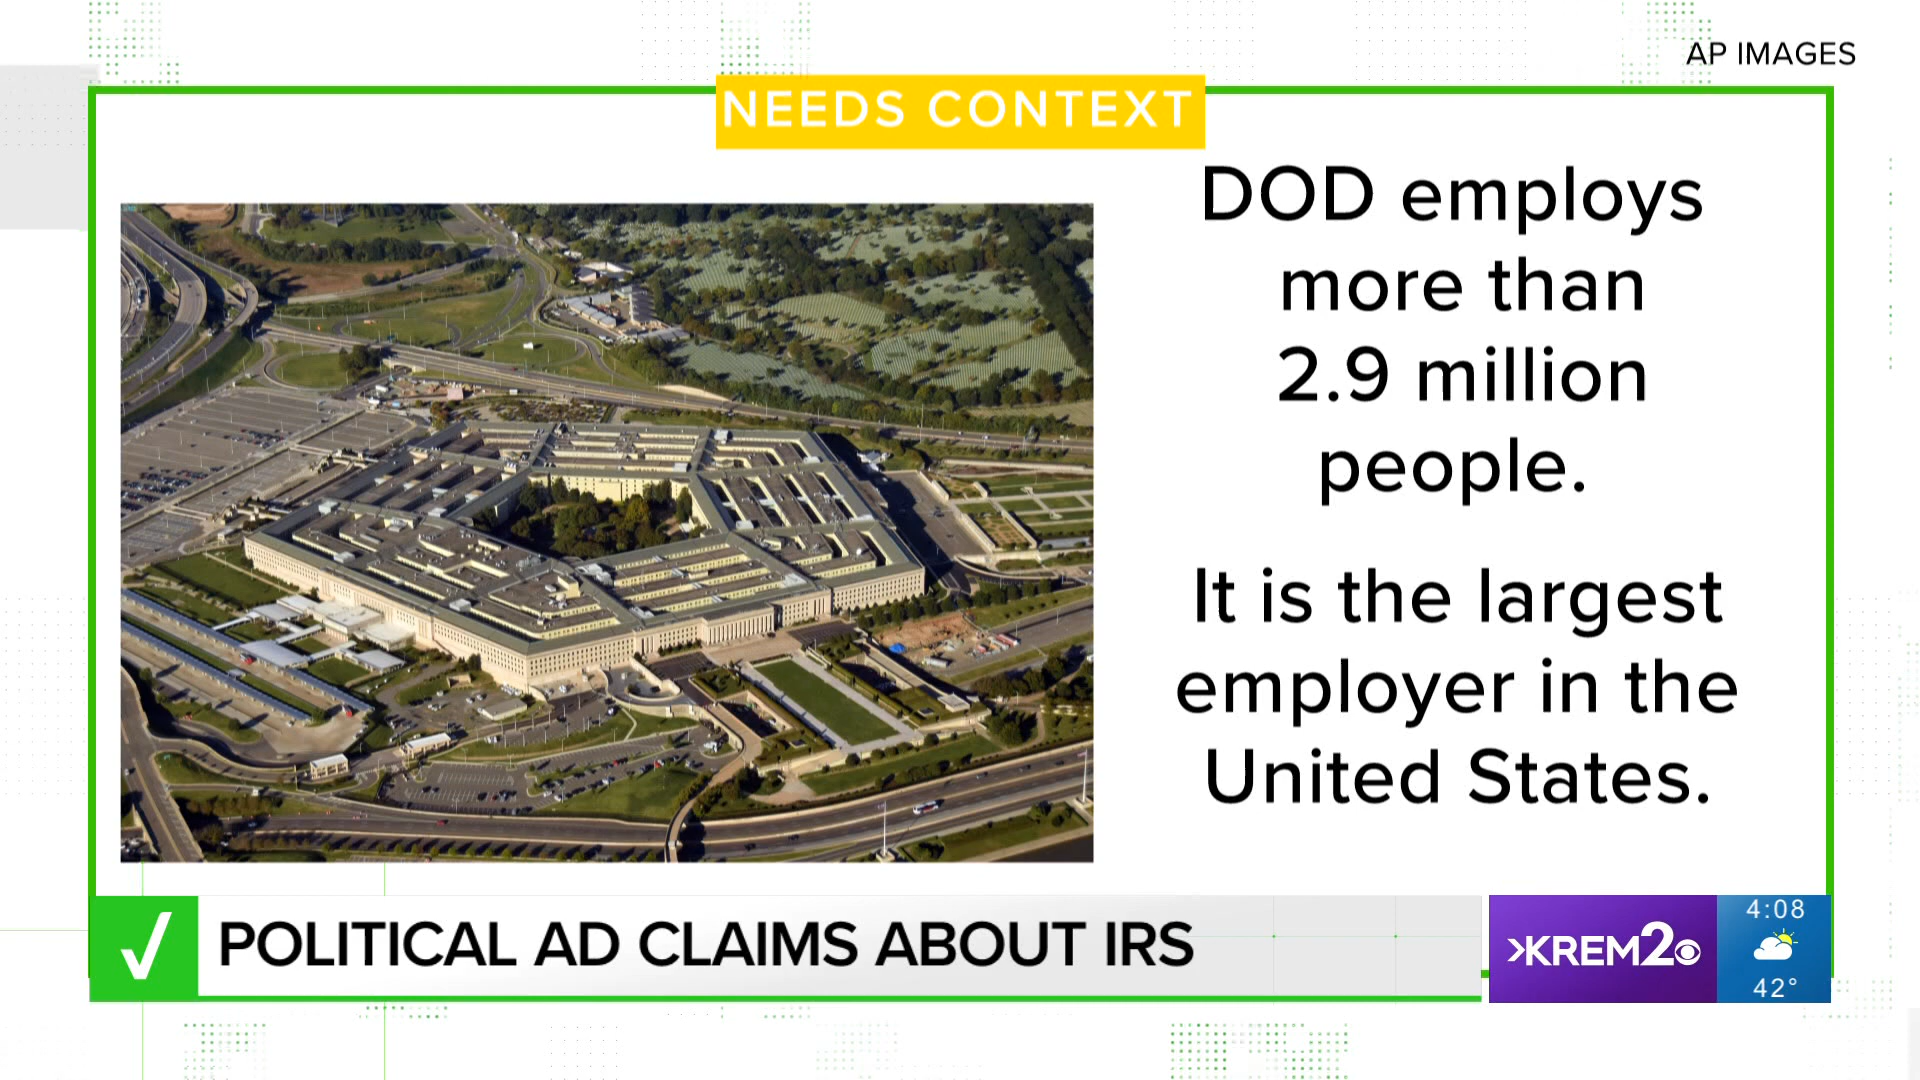 AP IMAGES
NEEDS CONTEXT
DOD employs
more than
2.9 million
people.
It is the largest
employer in the
United States.
POLITICAL AD CLAIMS ABOUT IRS
KREM2
4:08
42°